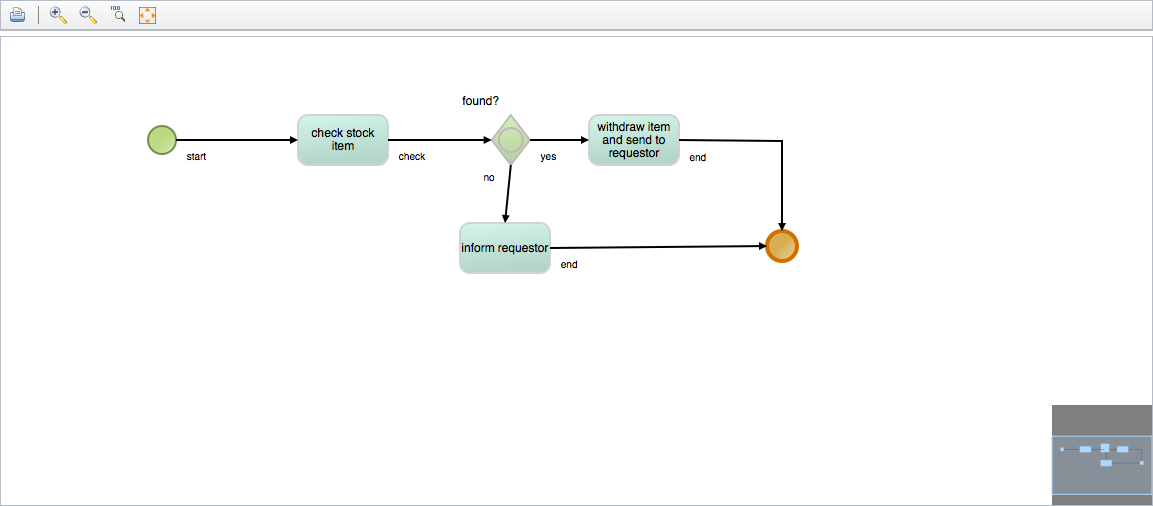 100
found?
check stock
item
withdraw item
and send to
requestor
start
check
yes
end
no
inform requestor
end